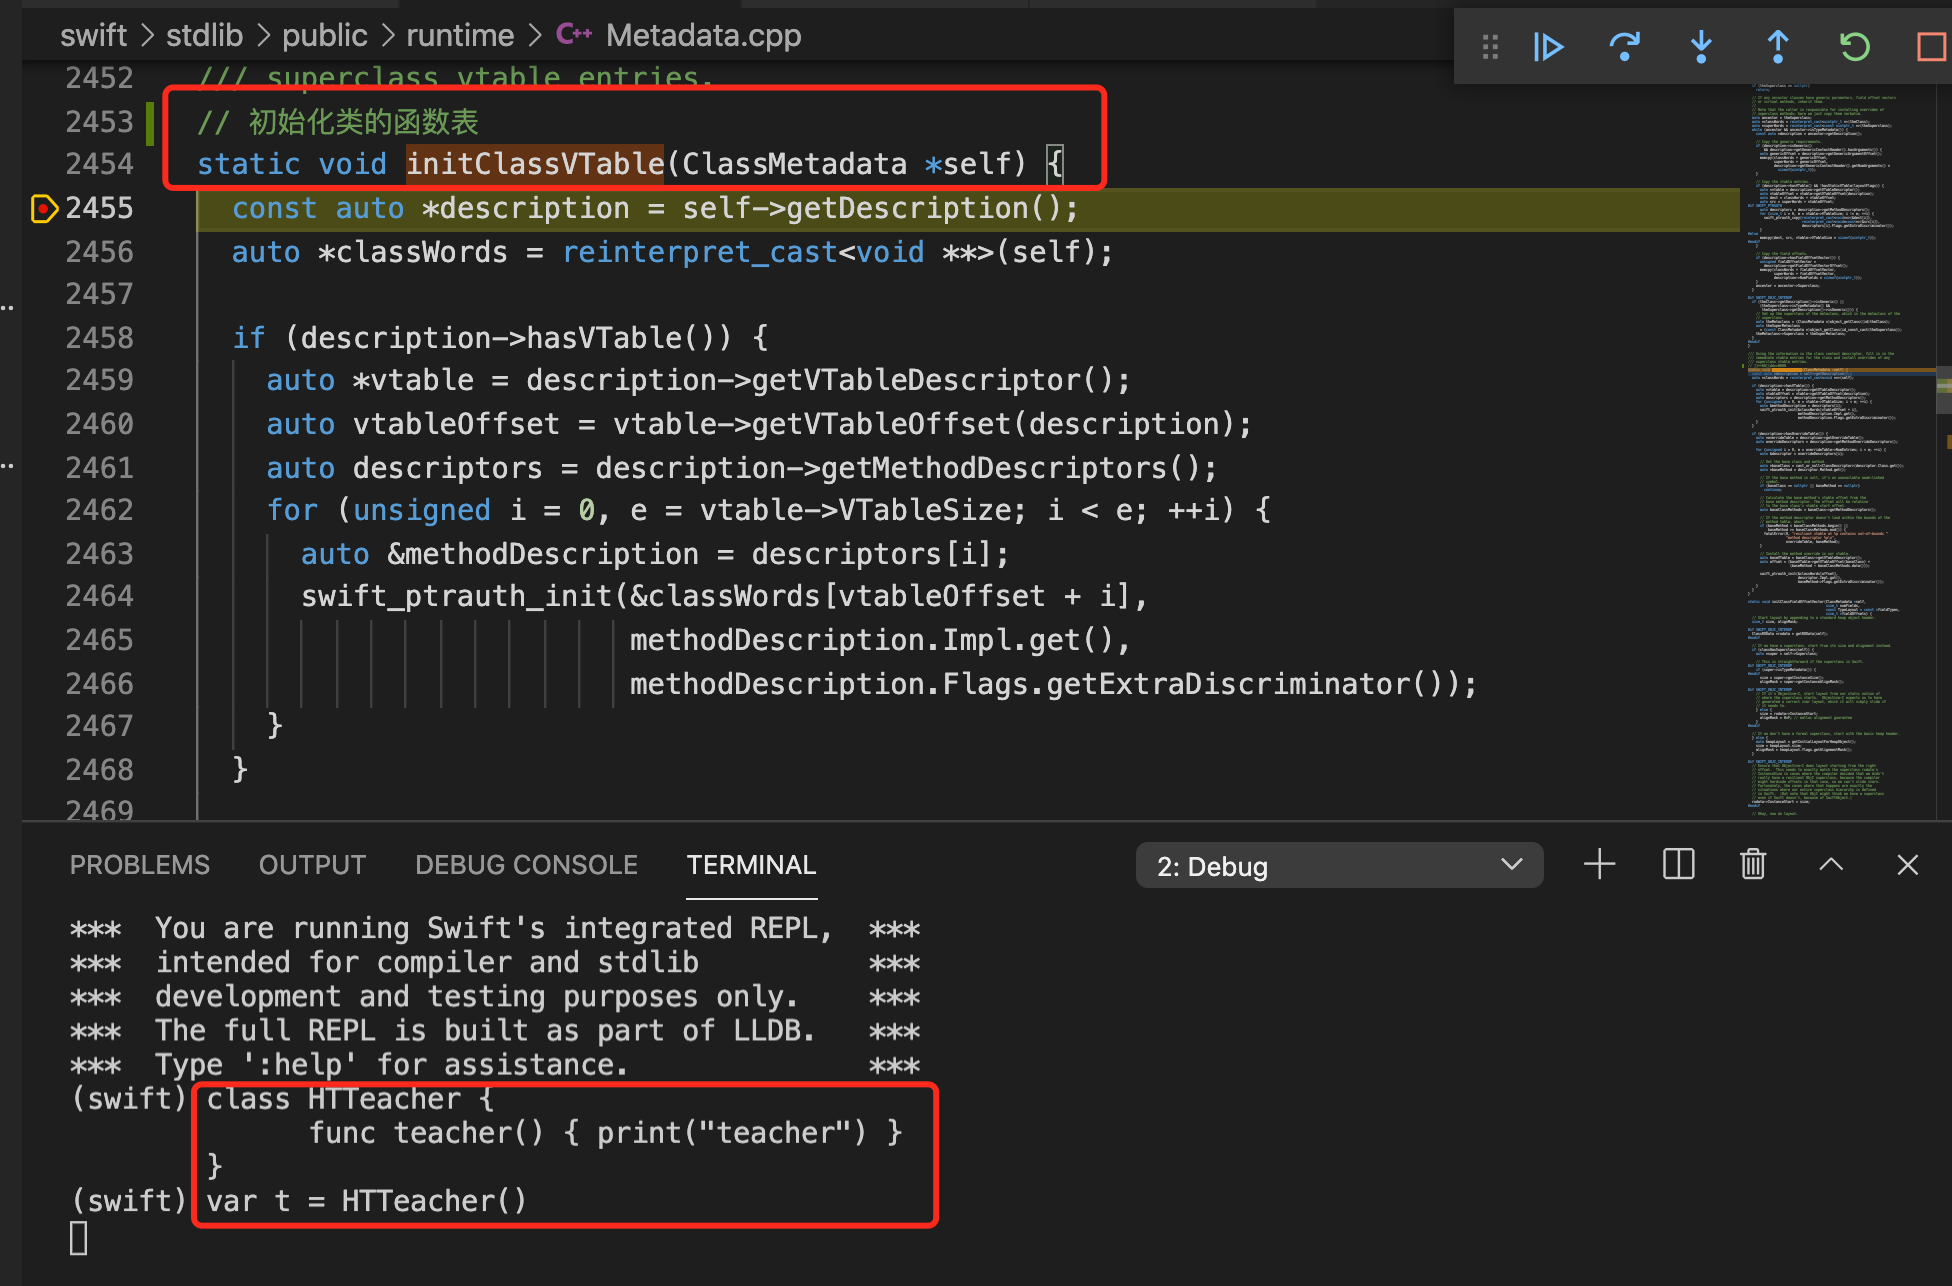 swift > stdlib > public > runtime > C++ Metadata.cpp
2452 /// superclass vtable entries.
2453 // 初始化类的函数表
2454 static void initClassVTable(ClassMetadata *self) {
2455 const auto *description = self->getDescription();
2456 auto *classWords = reinterpret_cast<void **>(self);
2457
2458 if (description->hasVTable()) {
2459 auto *vtable = description->getVTableDescriptor();
2460 auto vtableOffset = vtable->getVTableOffset(description);
2461 auto descriptors = description->getMethodDescriptors();
2462 for (unsigned i = 0, e = vtable->VTableSize; i < e; ++i) {
2463 auto &methodDescription = descriptors[i];
2464 swift_ptrauth_init(&classWords[vtableOffset + i],
2465 methodDescription.Impl.get(),
2466 methodDescription.Flags.getExtraDiscriminator());
2467 }
2468 }
2469
PROBLEMS OUTPUT DEBUG CONSOLE TERMINAL 2: Debug
*** You are running Swift's integrated REPL, ***
*** intended for compiler and stdlib ***
*** development and testing purposes only. ***
*** The full REPL is built as part of LLDB. ***
*** Type ':help' for assistance. ***
(swift) class HTTeacher {
func teacher() { print("teacher") }
}
(swift) var t = HTTeacher()